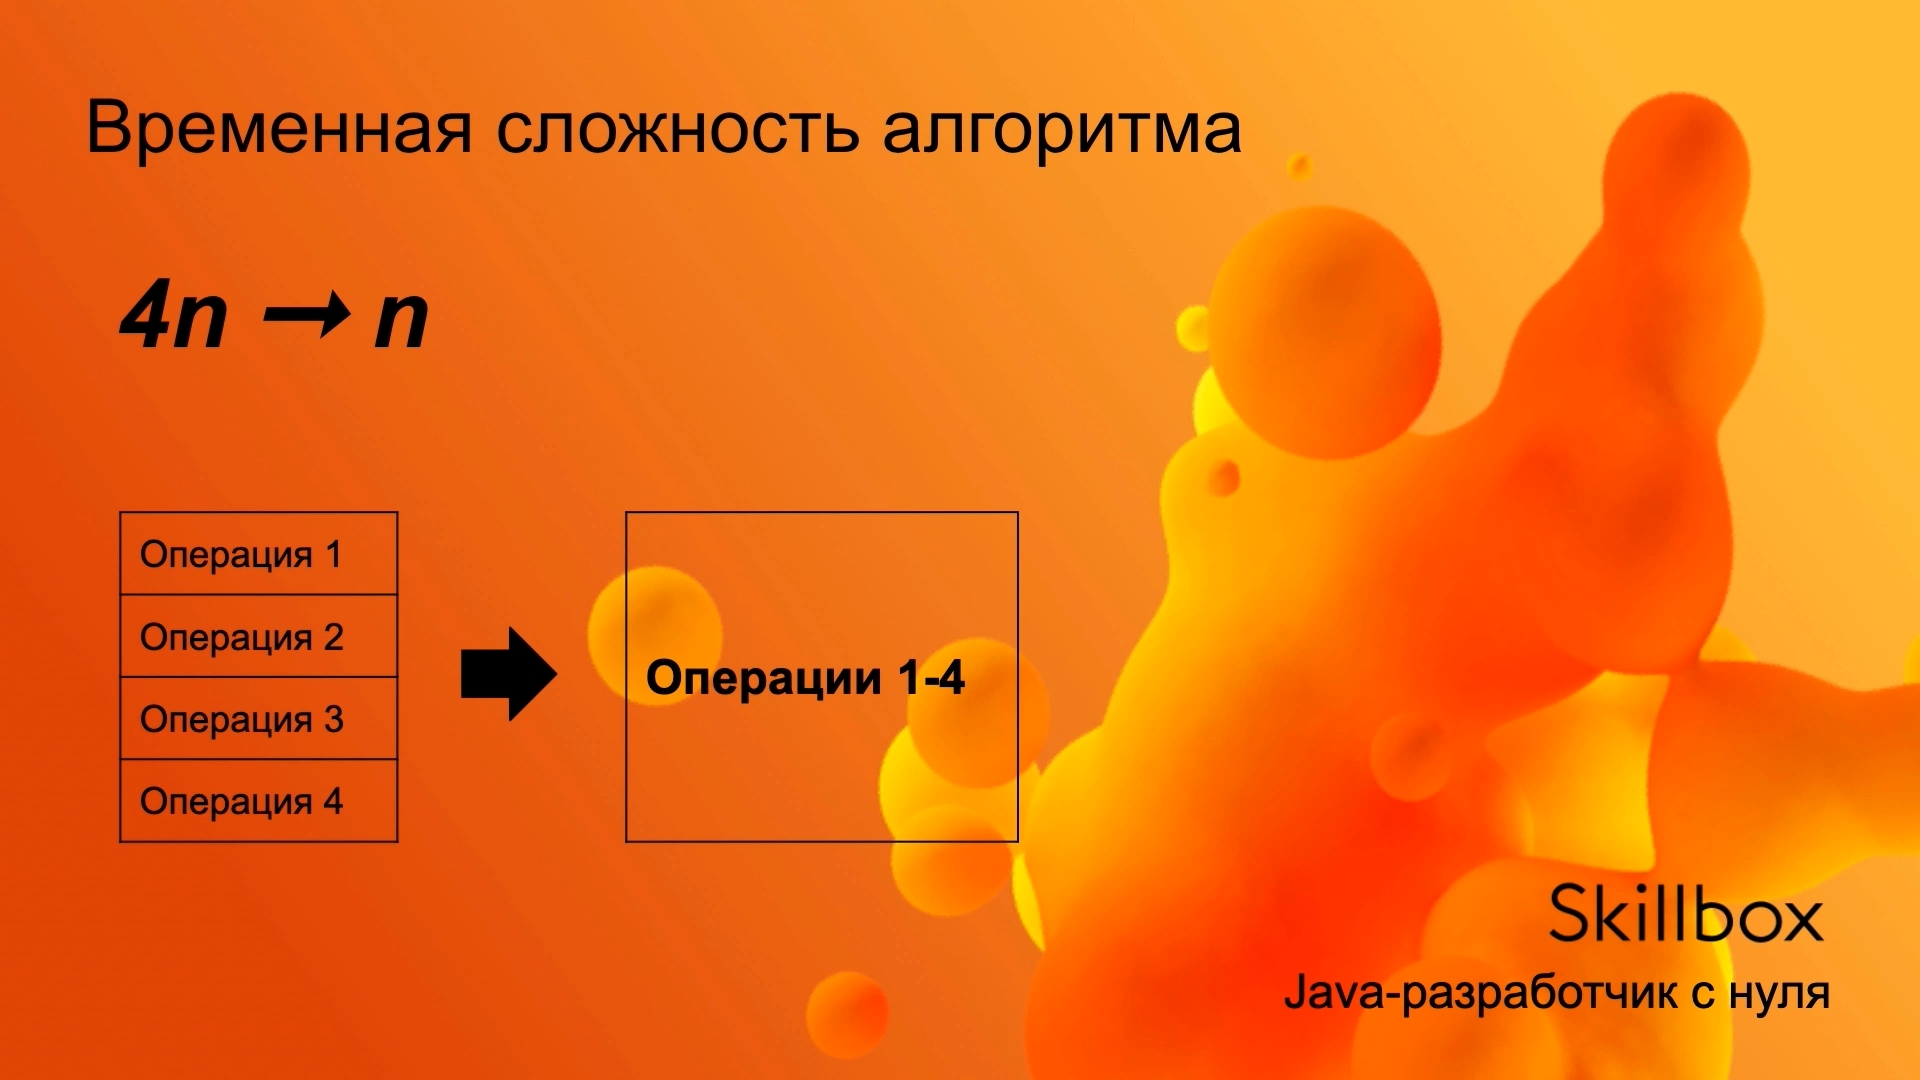 Временная сложность алгоритма
4n → n
Операция 1
Операция 2
Операция 3
Операция 4
Операции 1-4
Skillbox
Java-разработчик с нуля